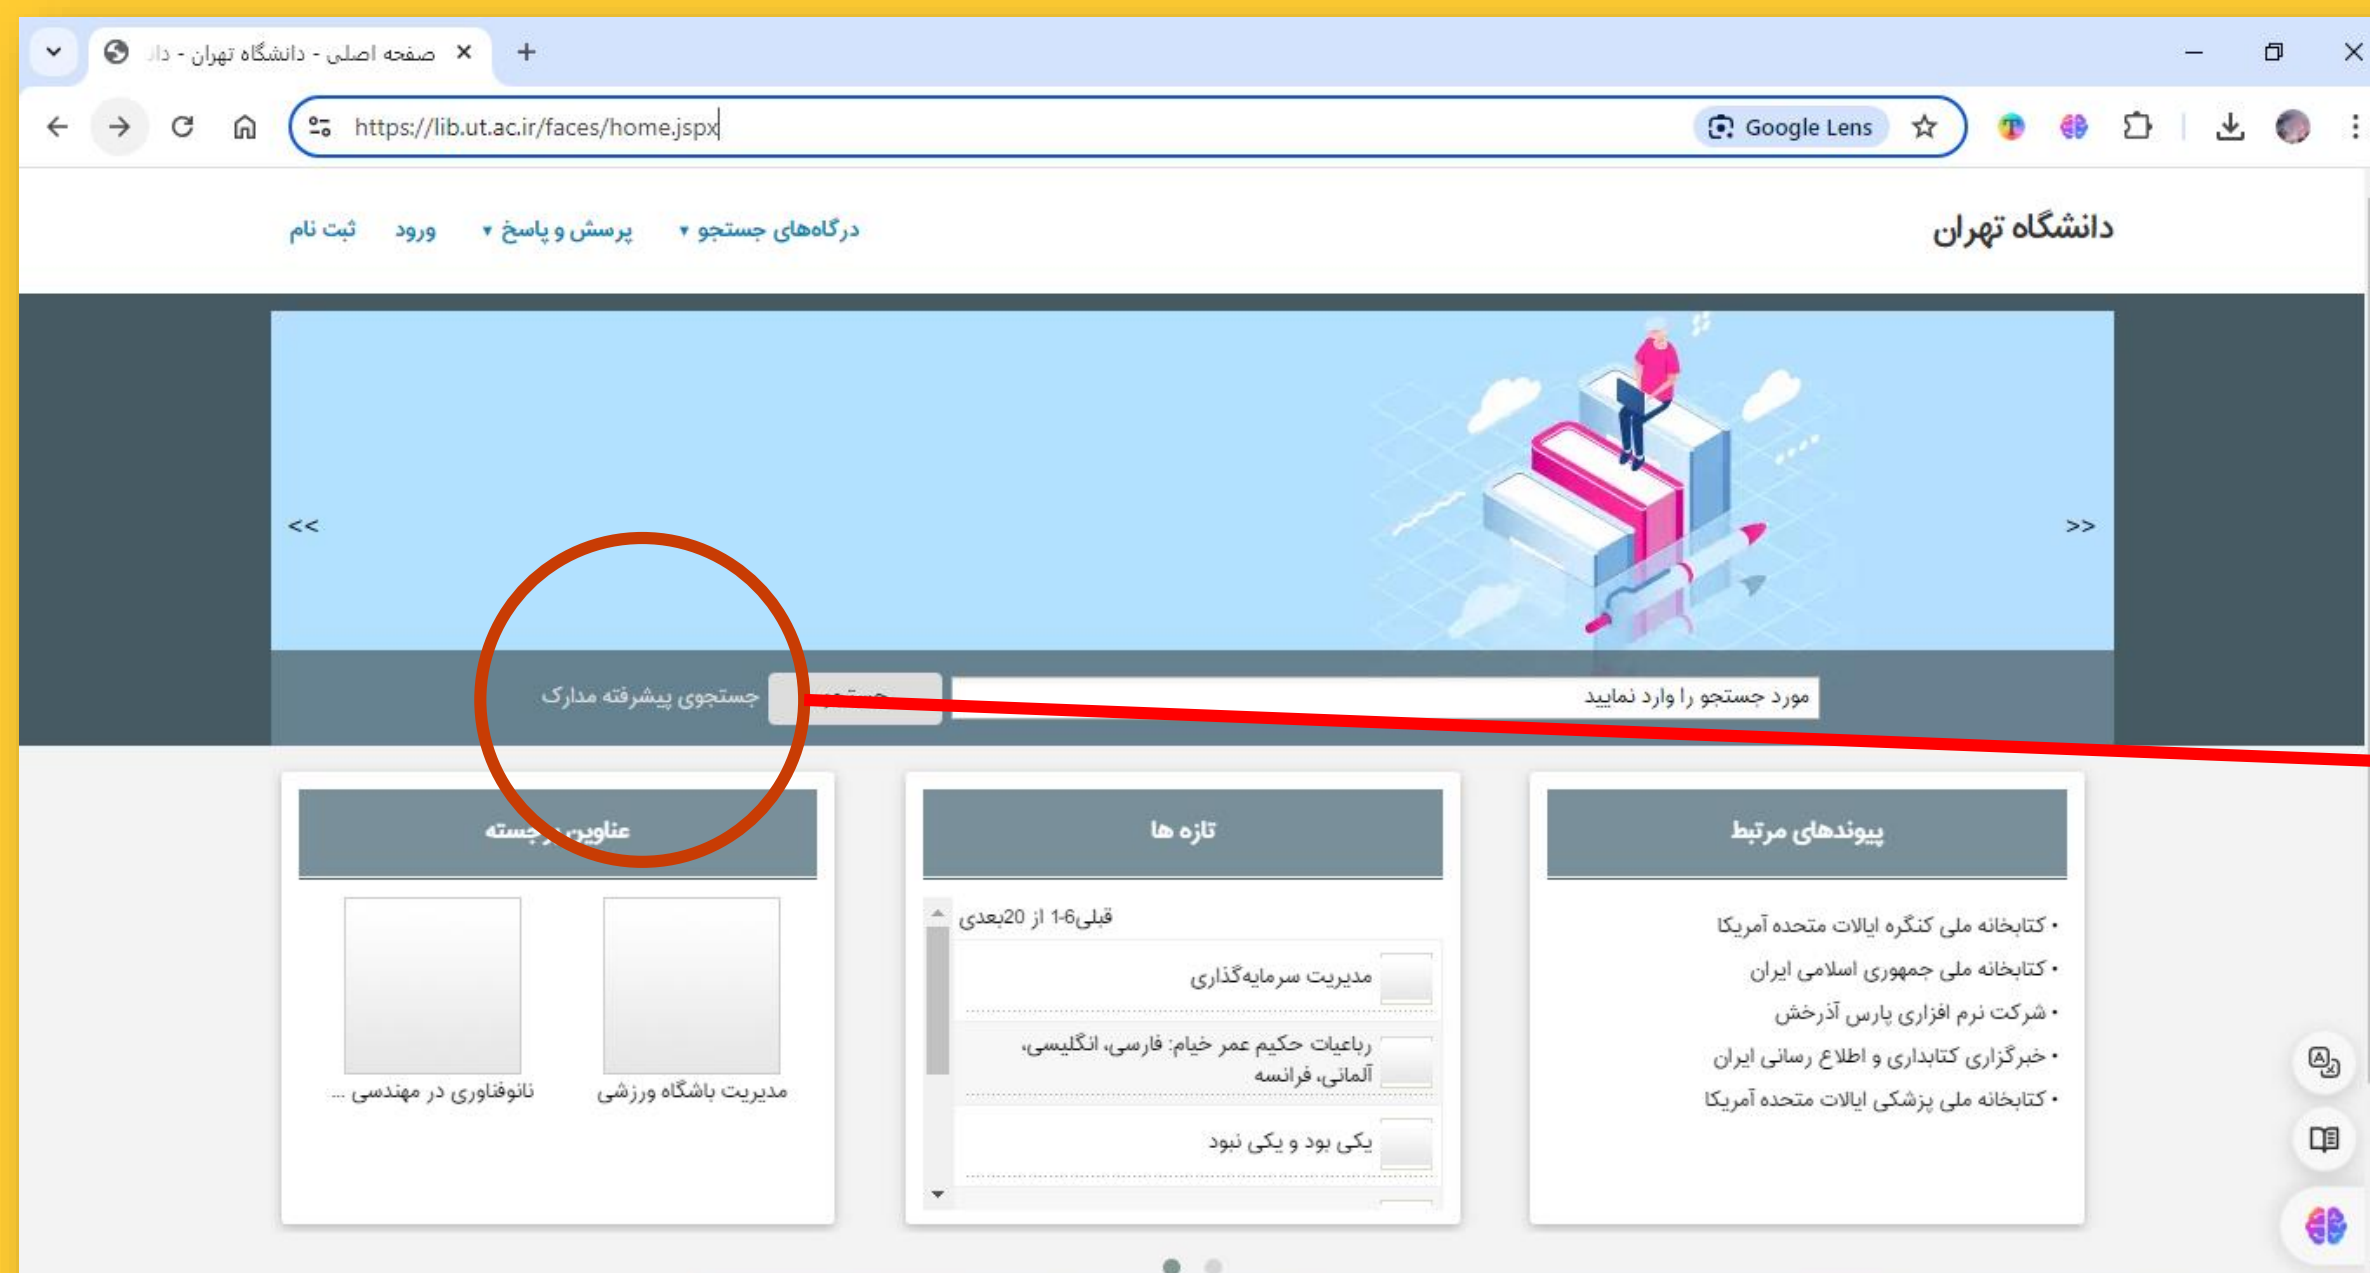 صفحه اصلی - دانشگاه تهران -
https://lib.ut.ac.ir/faces/home.jspx
Google Lens
دانشگاه تهران
درگاه‌های جستجو ▾ پرسش و پاسخ ▾ ورود ثبت نام
<<
>>
مورد جستجو را وارد نمایید
جستجوی پیشرفته مدارک
پیوندهای مرتبط
• کتابخانه ملی کنگره ایالات متحده آمریکا
• کتابخانه ملی جمهوری اسلامی ایران
• شرکت نرم افزاری پارس آذرخش
• خبرگزاری کتابداری و اطلاع رسانی ایران
• کتابخانه ملی پزشکی ایالات متحده آمریکا
تازه ها
قبلی1-6 از 20بعدی
مدیریت سرمایه‌گذاری
رباعیات حکیم عمر خیام: فارسی، انگلیسی،
آلمانی، فرانسه
یکی بود و یکی نبود
عناوین برجسته
مدیریت باشگاه ورزشی
نانوفناوری در مهندسی ...